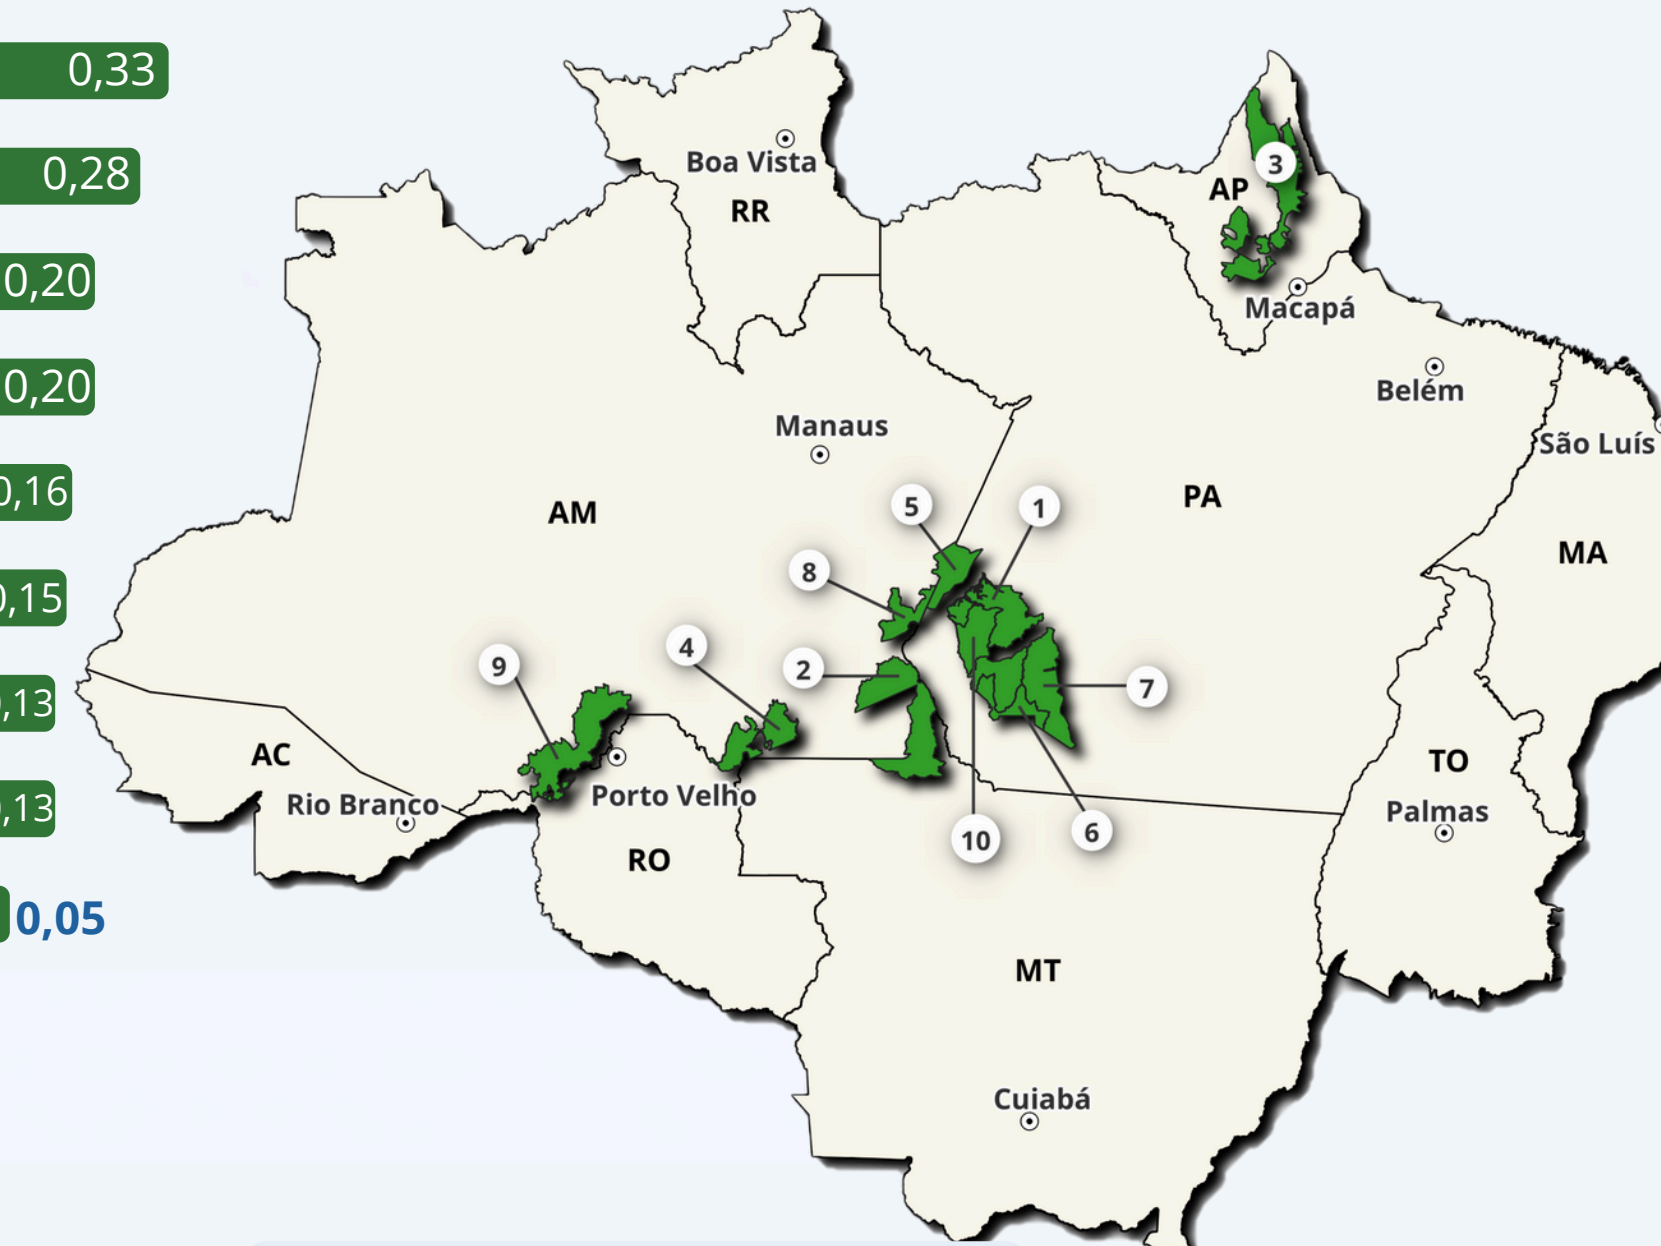 0,33
0,28
0,20
0,20
0,16
0,15
0,13
0,13
0,05
Boa Vista
RR
3
AP
Macapá
Belém
São Luís
Manaus
AM
PA
MA
5
1
8
4
2
9
7
AC
Rio Branco
Porto Velho
10
6
TO
Palmas
RO
MT
Cuiabá